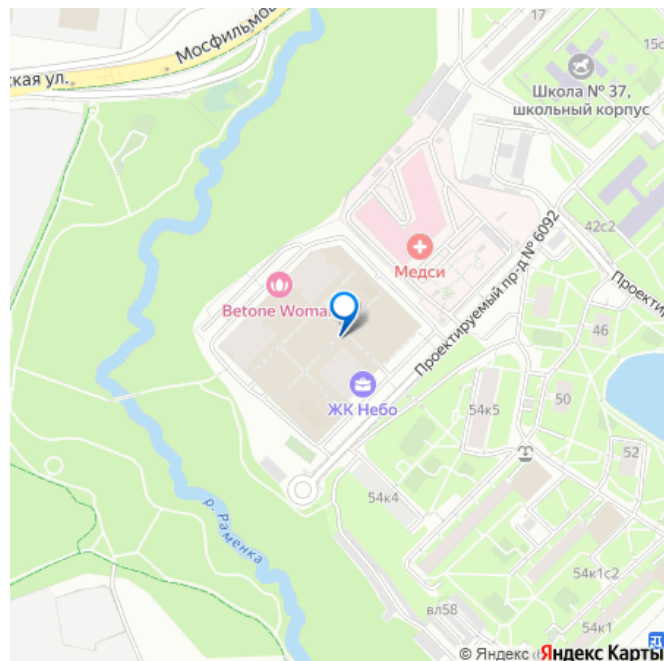 17
15с
Мосфильмов
ская ул.
Школа № 37,
школьный корпус
42с2
Медси
Проектируемый пр-д № 6092
Проектир
Betone Woma
46
ЖК Небо
50
54к5
52
54к4
р. Раменка
54к1с2
вл58
54к1
© Яндекс
Яндекс Карты